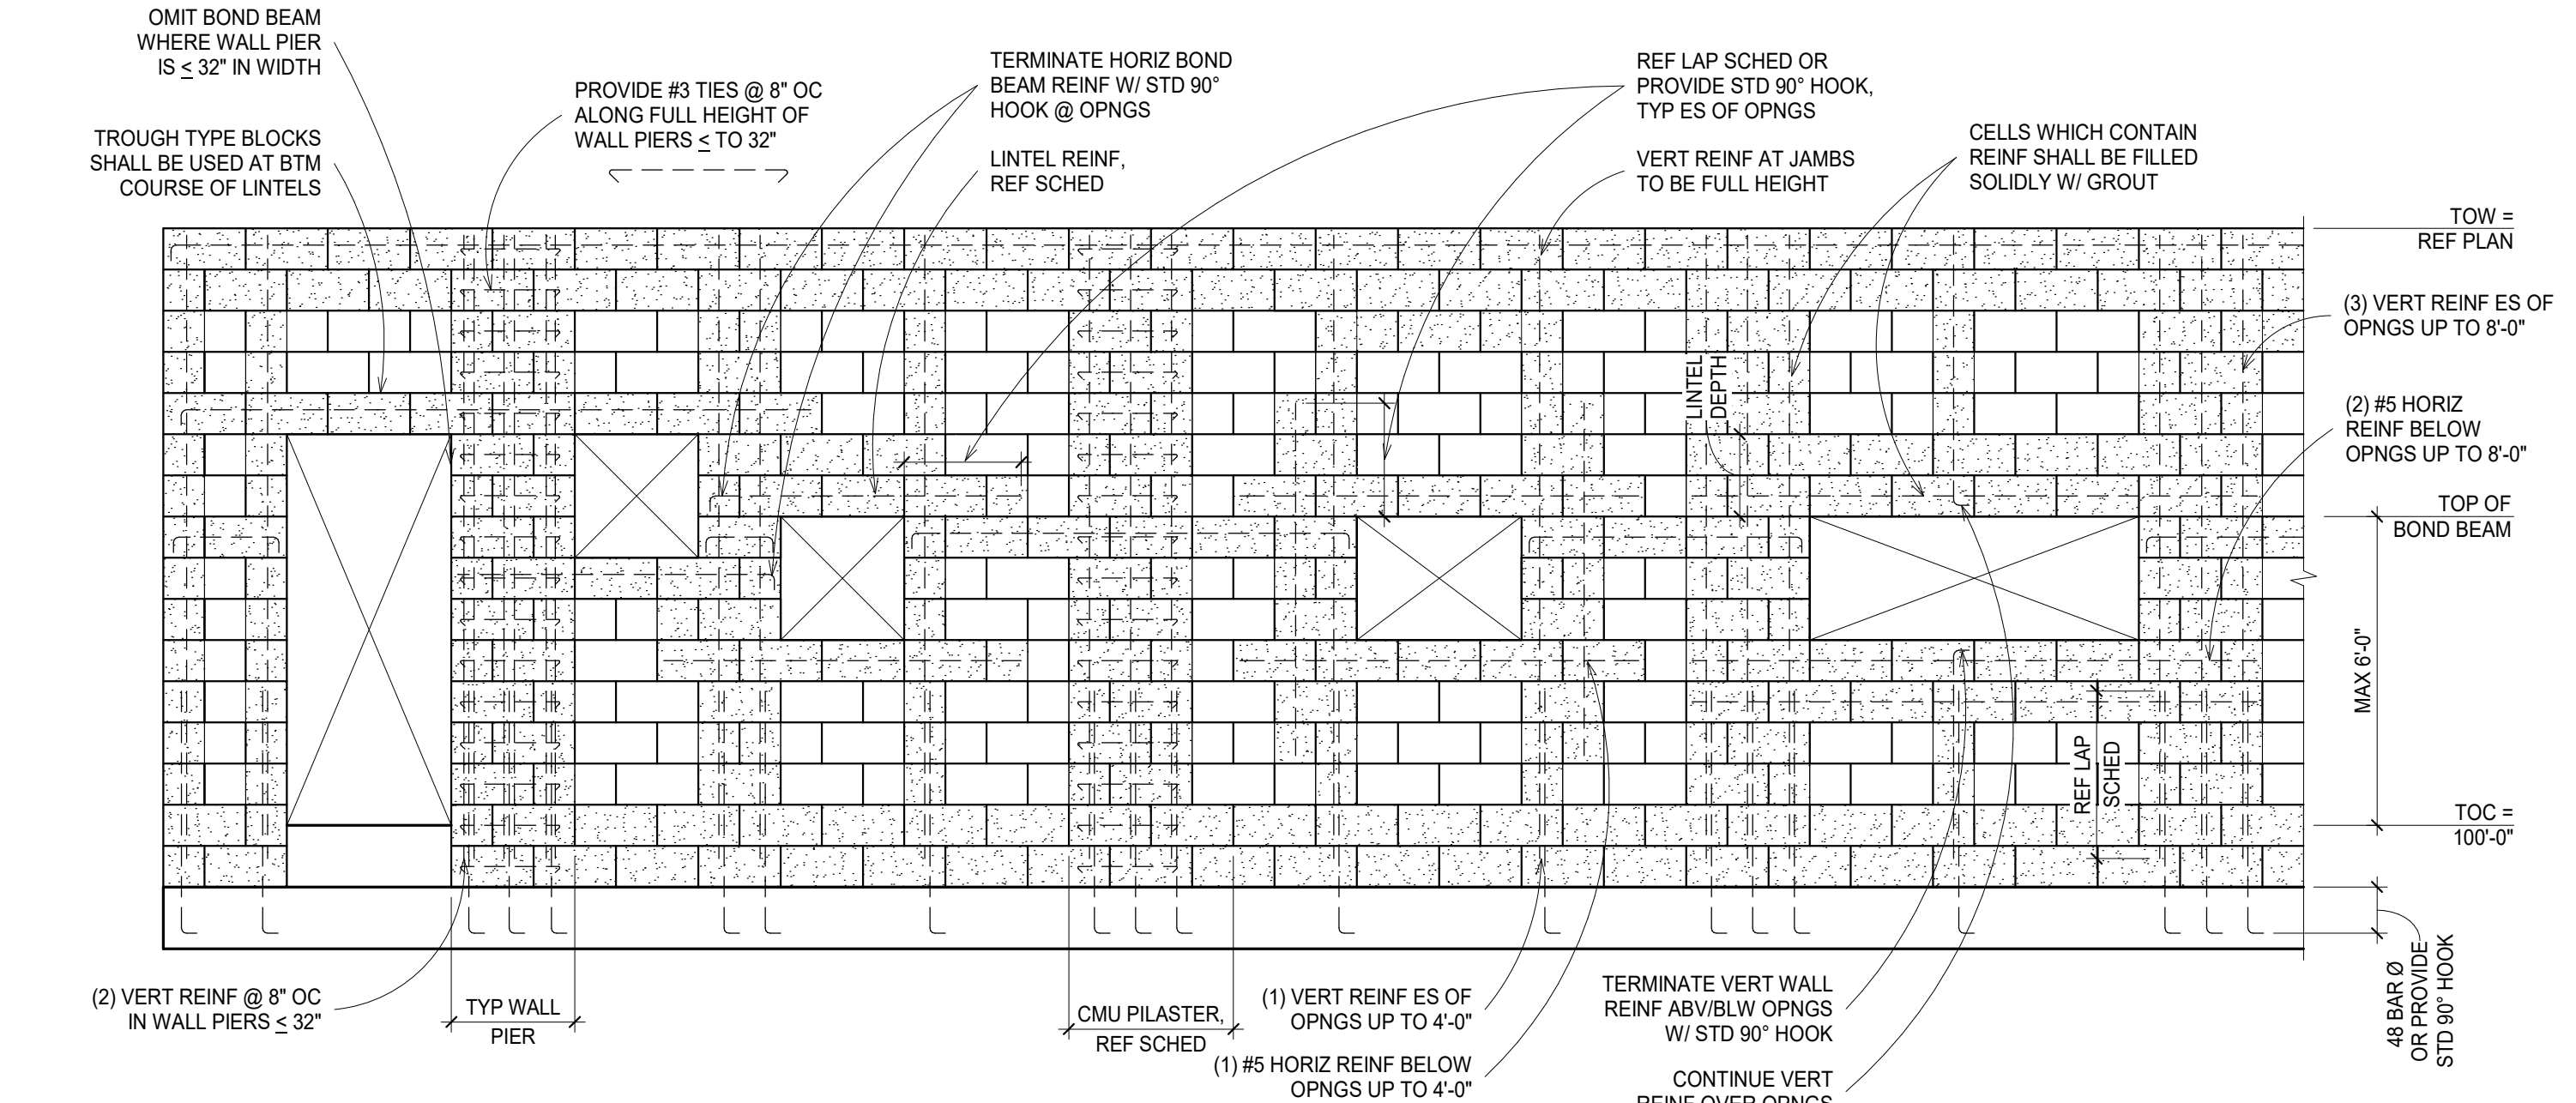 OMIT BOND BEAM
WHERE WALL PIER
IS ≤ 32" IN WIDTH
TROUGH TYPE BLOCKS
SHALL BE USED AT BTM
COURSE OF LINTELS
PROVIDE #3 TIES @ 8" OC
ALONG FULL HEIGHT OF
WALL PIERS ≤ TO 32"
TERMINATE HORIZ BOND
BEAM REINF W/ STD 90°
HOOK @ OPNGS
LINTEL REINF,
REF SCHED
REF LAP SCHED OR
PROVIDE STD 90° HOOK,
TYP ES OF OPNGS
VERT REINF AT JAMBS
TO BE FULL HEIGHT
CELLS WHICH CONTAIN
REINF SHALL BE FILLED
SOLIDLY W/ GROUT
TOW =
REF PLAN
(3) VERT REINF ES OF
OPNGS UP TO 8'-0"
(2) #5 HORIZ
REINF BELOW
OPNGS UP TO 8'-0"
TOP OF
BOND BEAM
LINTEL
DEPTH
MAX 6'-0"
REF LAP
SCHED
TOC =
100'-0"
48 BAR Ø
OR PROVIDE
STD 90° HOOK
(2) VERT REINF @ 8" OC
IN WALL PIERS ≤ 32"
TYP WALL
PIER
CMU PILASTER,
REF SCHED
(1) VERT REINF ES OF
OPNGS UP TO 4'-0"
(1) #5 HORIZ REINF BELOW
OPNGS UP TO 4'-0"
TERMINATE VERT WALL
REINF ABV/BLW OPNGS
W/ STD 90° HOOK
CONTINUE VERT
REINF OVER OPNGS